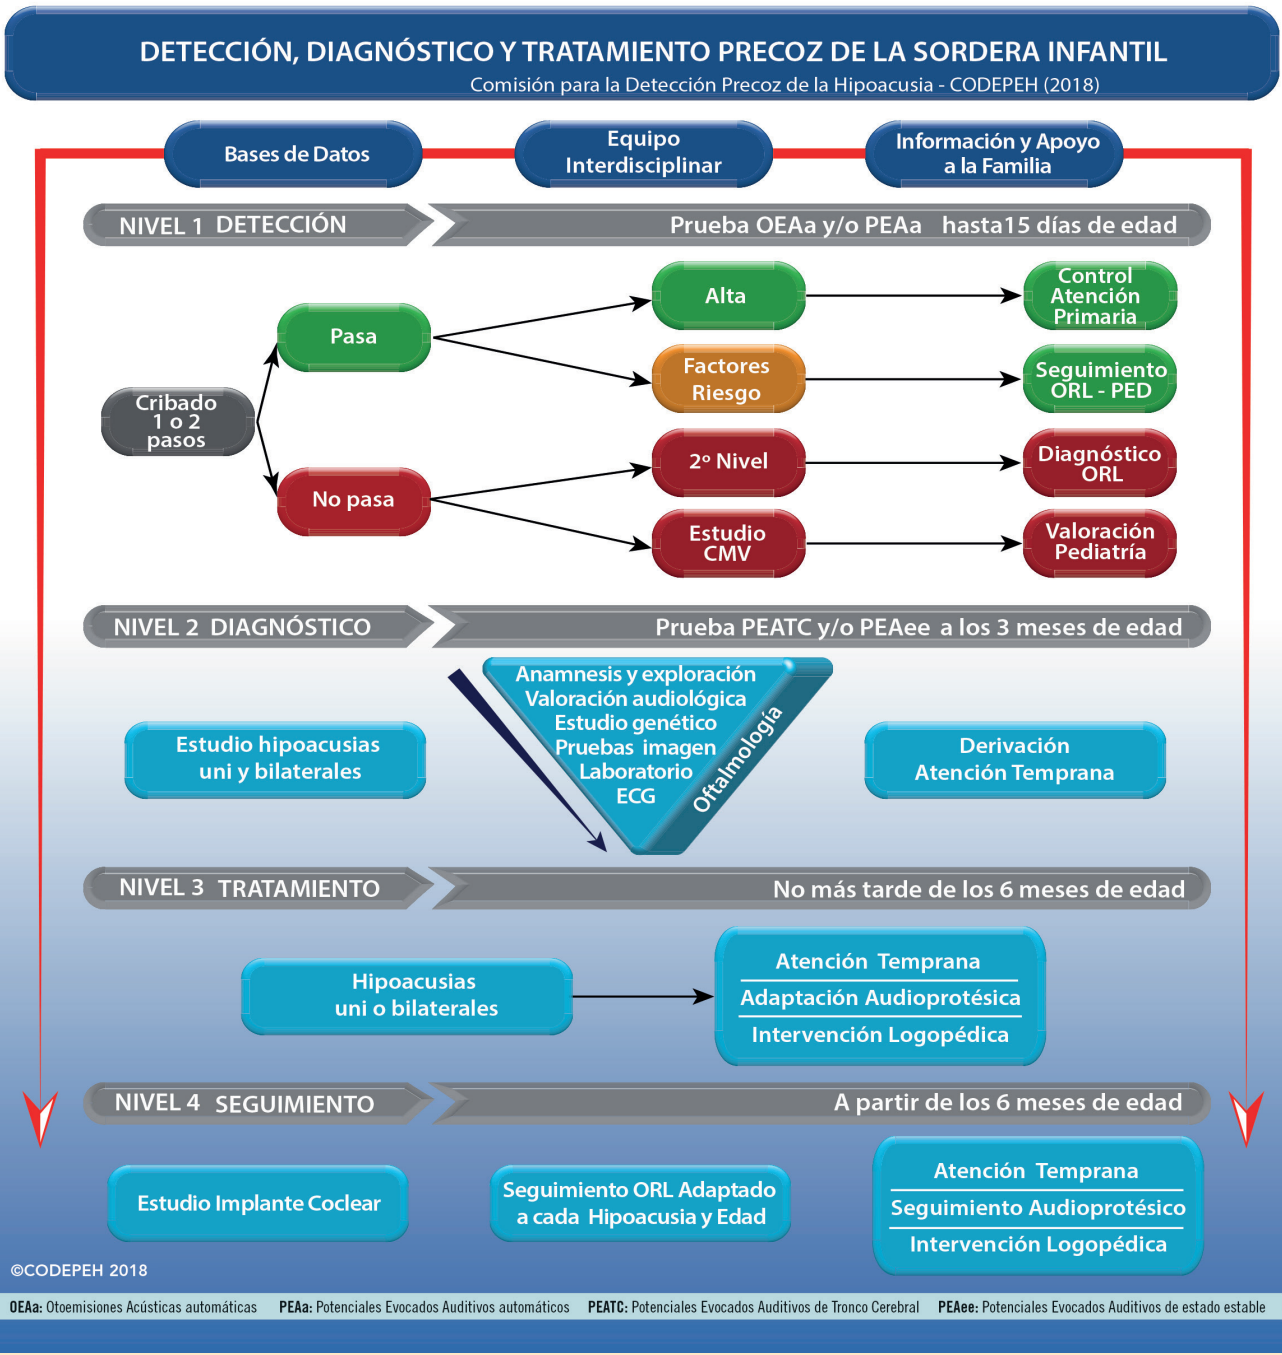 DETECCIÓN, DIAGNÓSTICO Y TRATAMIENTO PRECOZ DE LA SORDERA INFANTIL
Comisión para la Detección Precoz de la Hipoacusia - CODEPEH (2018)
Bases de Datos
Equipo
Interdisciplinar
Información y Apoyo
a la Familia
NIVEL 1 DETECCIÓN
Prueba OEAa y/o PEAa hasta15 días de edad
Cribado
1 o 2
pasos
Pasa
No pasa
Alta
Factores
Riesgo
2º Nivel
Estudio
CMV
Control
Atención
Primaria
Seguimiento
ORL - PED
Diagnóstico
ORL
Valoración
Pediatría
NIVEL 2 DIAGNÓSTICO
Prueba PEATC y/o PEAee a los 3 meses de edad
Estudio hipoacusias
uni y bilaterales
Anamnesis y exploración
Valoración audiológica
Estudio genético
Pruebas imagen
Laboratorio
ECG
Oftalmología
Derivación
Atención Temprana
NIVEL 3 TRATAMIENTO
No más tarde de los 6 meses de edad
Hipoacusias
uni o bilaterales
Atención Temprana
Adaptación Audioprotésica
Intervención Logopédica
NIVEL 4 SEGUIMIENTO
A partir de los 6 meses de edad
Estudio Implante Coclear
Seguimiento ORL Adaptado
a cada Hipoacusia y Edad
Atención Temprana
Seguimiento Audioprotésico
Intervención Logopédica
©CODEPEH 2018
OEAa: Otoemisiones Acústicas automáticas PEAa: Potenciales Evocados Auditivos automáticos PEATC: Potenciales Evocados Auditivos de Tronco Cerebral PEAee: Potenciales Evocados Auditivos de estado estable